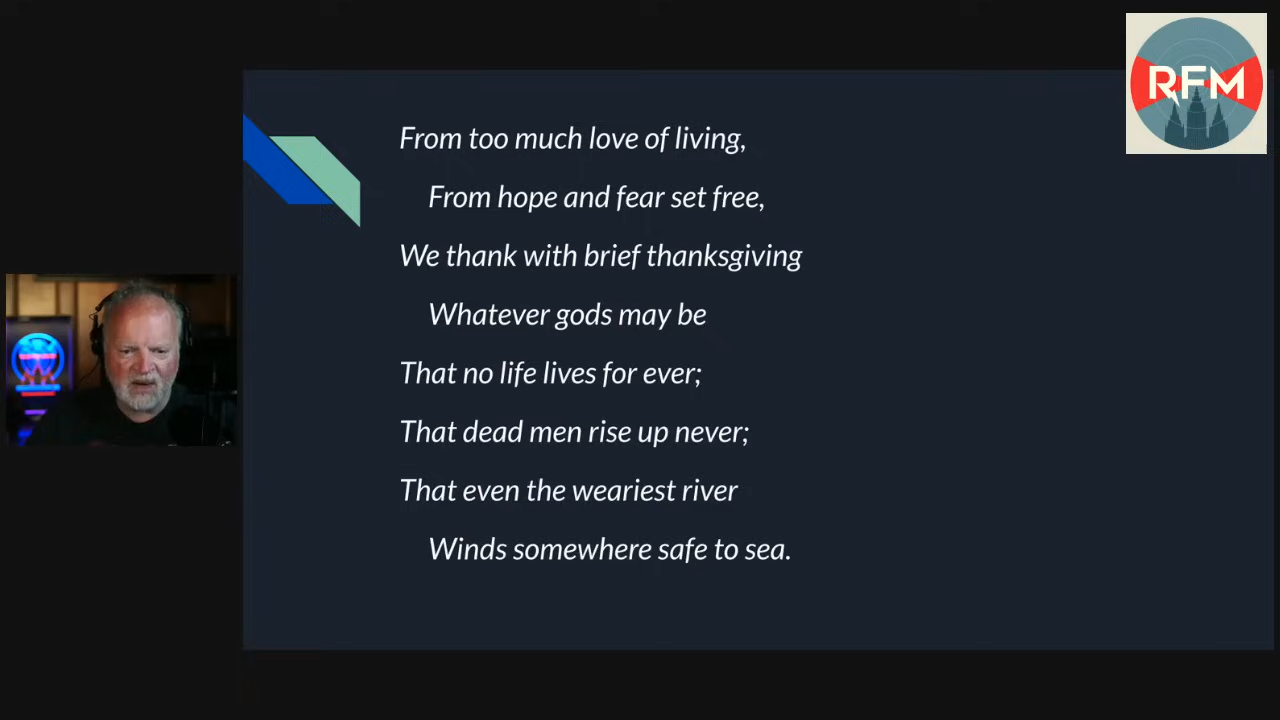 RFM
From too much love of living,
From hope and fear set free,
We thank with brief thanksgiving
Whatever gods may be
That no life lives for ever;
That dead men rise up never;
That even the weariest river
Winds somewhere safe to sea.